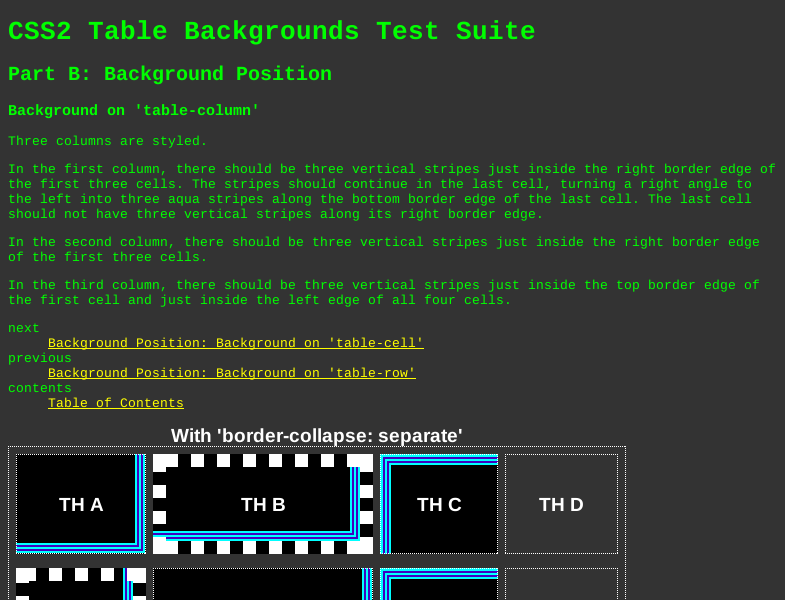 CSS2 Table Backgrounds Test Suite
Part B: Background Position
Background on 'table-column'
Three columns are styled.
In the first column, there should be three vertical stripes just inside the right border edge of
the first three cells. The stripes should continue in the last cell, turning a right angle to
the left into three aqua stripes along the bottom border edge of the last cell. The last cell
should not have three vertical stripes along its right border edge.
In the second column, there should be three vertical stripes just inside the right border edge
of the first three cells.
In the third column, there should be three vertical stripes just inside the top border edge of
the first cell and just inside the left edge of all four cells.
next
Background Position: Background on 'table-cell'
previous
Background Position: Background on 'table-row'
contents
Table of Contents
With 'border-collapse: separate'
TH A TH B TH C TH D